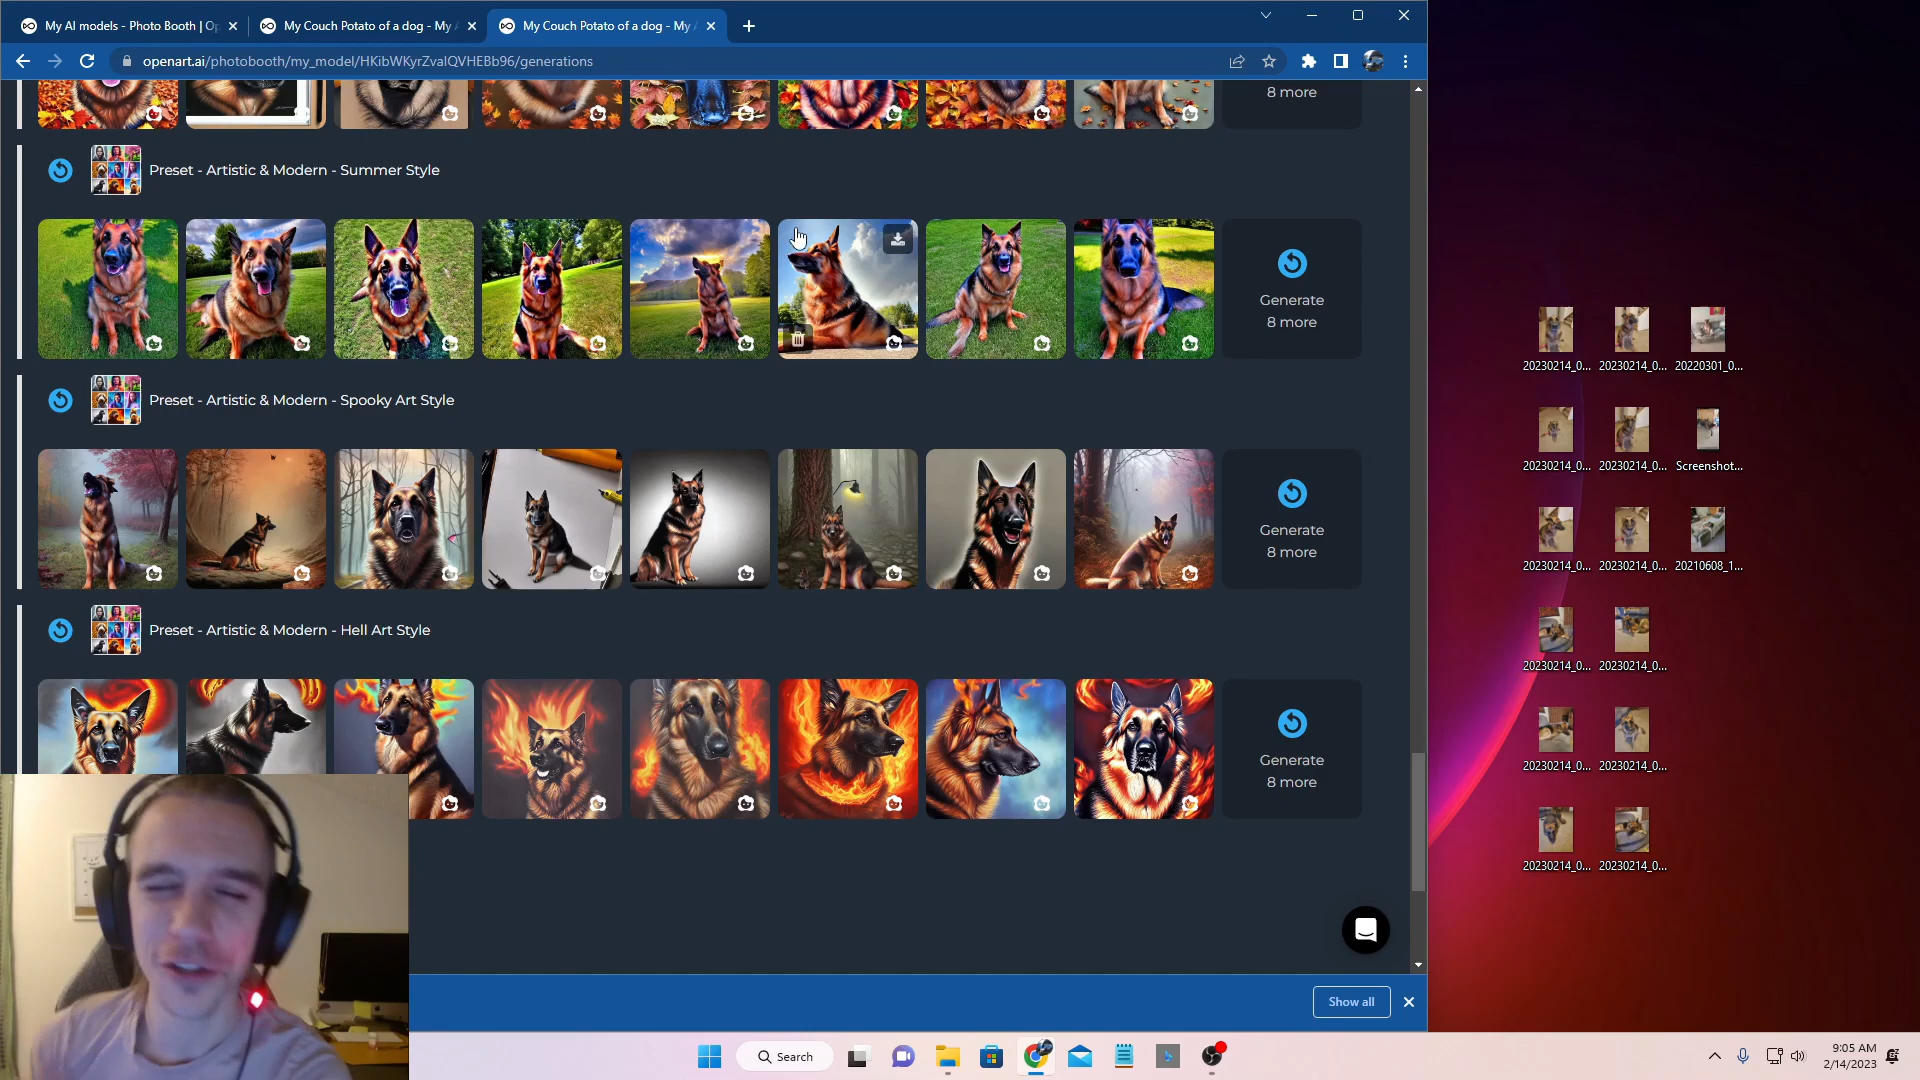 My AI models - Photo Booth | Op
My Couch Potato of a dog - My A
My Couch Potato of a dog - My A
openart.ai/photobooth/my_model/HKibWKyrZvalQVHEBb96/generations
8 more
Preset - Artistic & Modern - Summer Style
Generate
8 more
Preset - Artistic & Modern - Spooky Art Style
Generate
8 more
Preset - Artistic & Modern - Hell Art Style
Generate
8 more
20230214_0...
20230214_0...
20220301_0...
20230214_0...
20230214_0...
Screenshot...
20230214_0...
20230214_0...
20210608_1...
20230214_0...
20230214_0...
20230214_0...
20230214_0...
20230214_0...
20230214_0...
Show all
Search
9:05 AM
2/14/2023